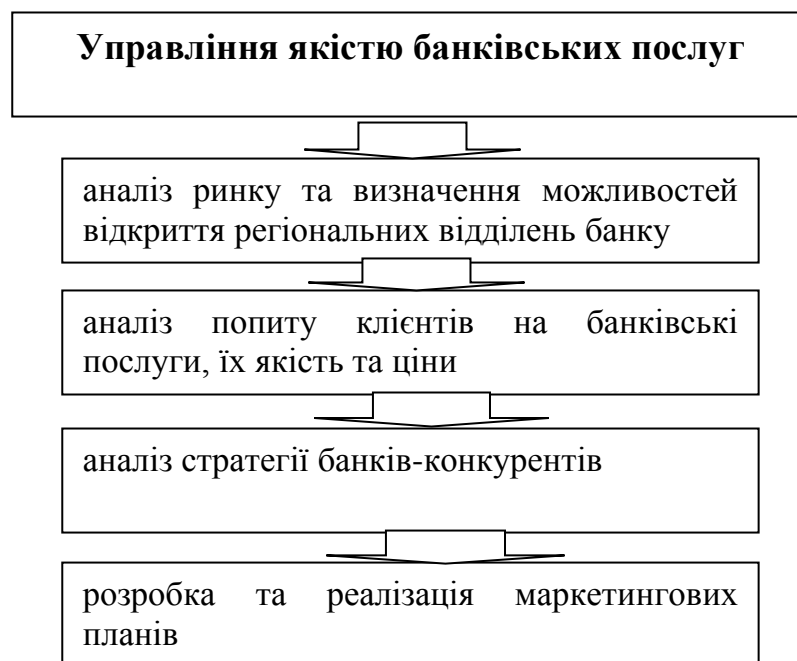 Управління якістю банківських послуг
аналіз ринку та визначення можливостей
відкриття регіональних відділень банку
аналіз попиту клієнтів на банківські
послуги, їх якість та ціни
аналіз стратегії банків-конкурентів
розробка та реалізація маркетингових
планів